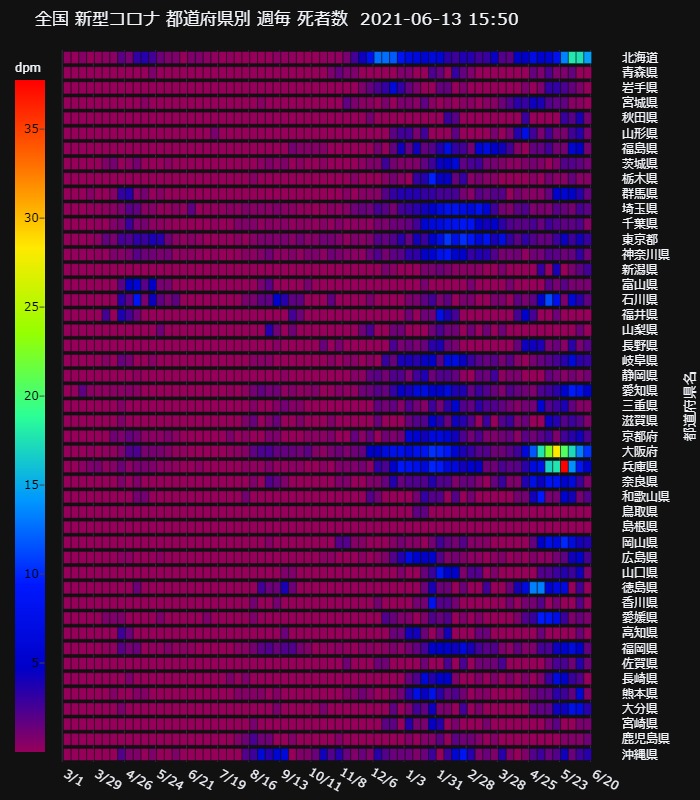 全国 新型コロナ 都道府県別 週毎 死者数 2021-06-13 15:50
dpm
35
30
25
20
15
10
5
北海道
青森県
岩手県
宮城県
秋田県
山形県
福島県
茨城県
栃木県
群馬県
埼玉県
千葉県
東京都
神奈川県
新潟県
富山県
石川県
福井県
山梨県
長野県
岐阜県
静岡県
愛知県
三重県
滋賀県
京都府
大阪府
兵庫県
奈良県
和歌山県
鳥取県
島根県
岡山県
広島県
山口県
徳島県
香川県
愛媛県
高知県
福岡県
佐賀県
長崎県
熊本県
大分県
宮崎県
鹿児島県
沖縄県
都道府県名
3/1 3/29 4/26 5/24 6/21 7/19 8/16 9/13 10/11 11/8 12/6 1/3 1/31 2/28 3/28 4/25 5/23 6/20